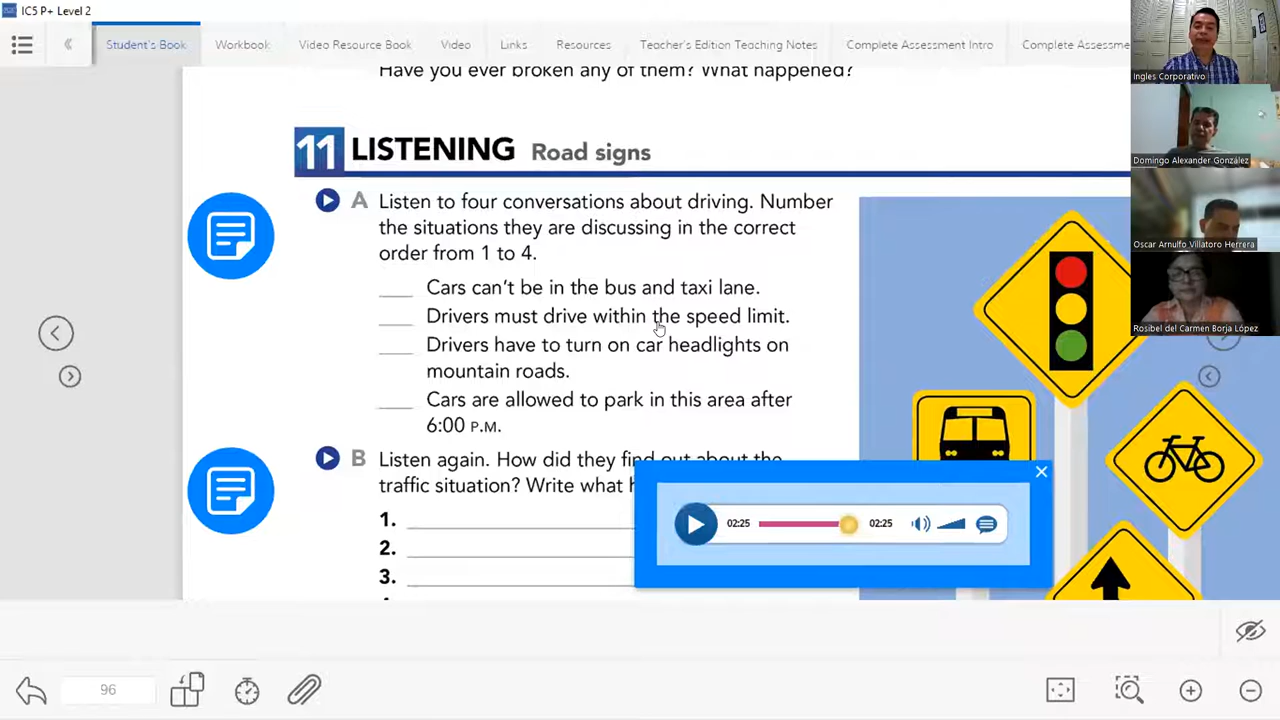 IC5 P+ Level 2
Student's Book
Workbook
Video Resource Book
Video
Links
Resources
Teacher's Edition Teaching Notes
Complete Assessment Intro
Complete Assessme
Have you ever broken any of them? What happened?
11 LISTENING Road signs
A Listen to four conversations about driving. Number
the situations they are discussing in the correct
order from 1 to 4.
____ Cars can't be in the bus and taxi lane.
____ Drivers must drive within the speed limit.
____ Drivers have to turn on car headlights on
mountain roads.
____ Cars are allowed to park in this area after
6:00 P.M.
B Listen again. How did they find out about the
traffic situation? Write what h
1.
2.
3.
02:25
02:25
96
Ingles Corporativo
Domingo Alexander González
Oscar Arnulfo Villatoro Herrera
Rosibel del Carmen Borja López